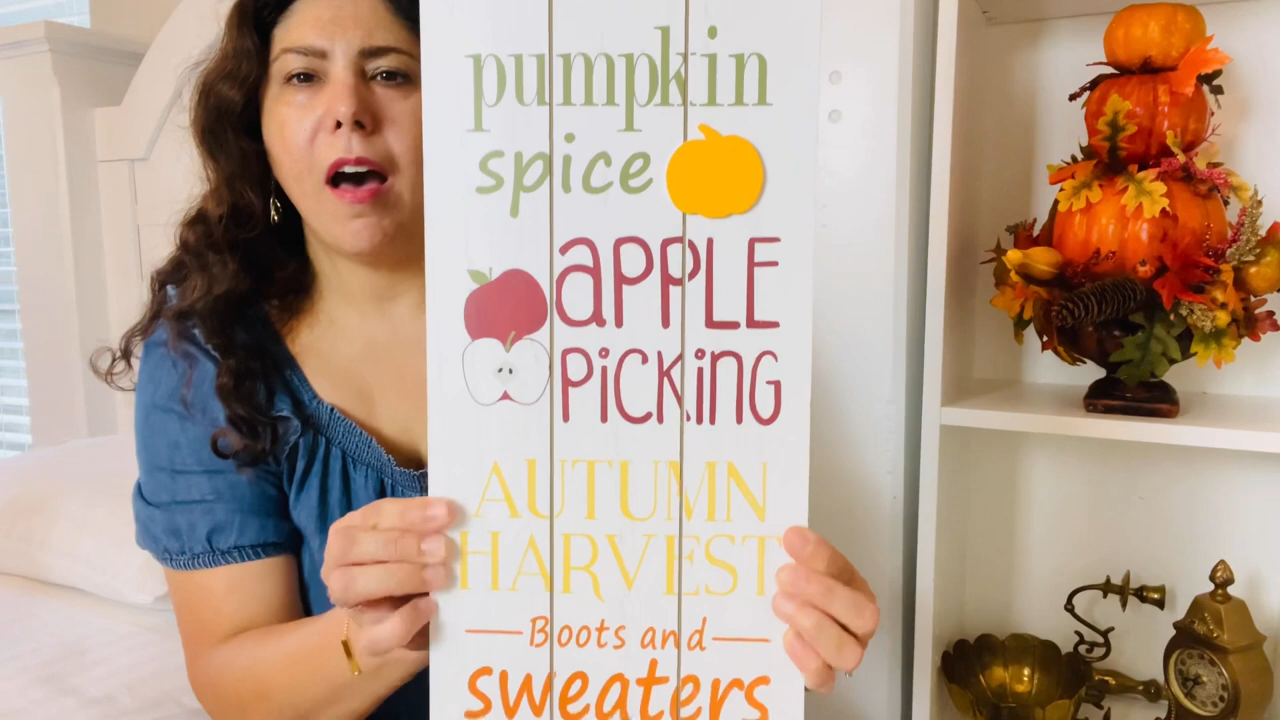 pumpkin
spice
aPPLE
PiCKing
AUTUMN
HARVEST
Boots and
sweaters